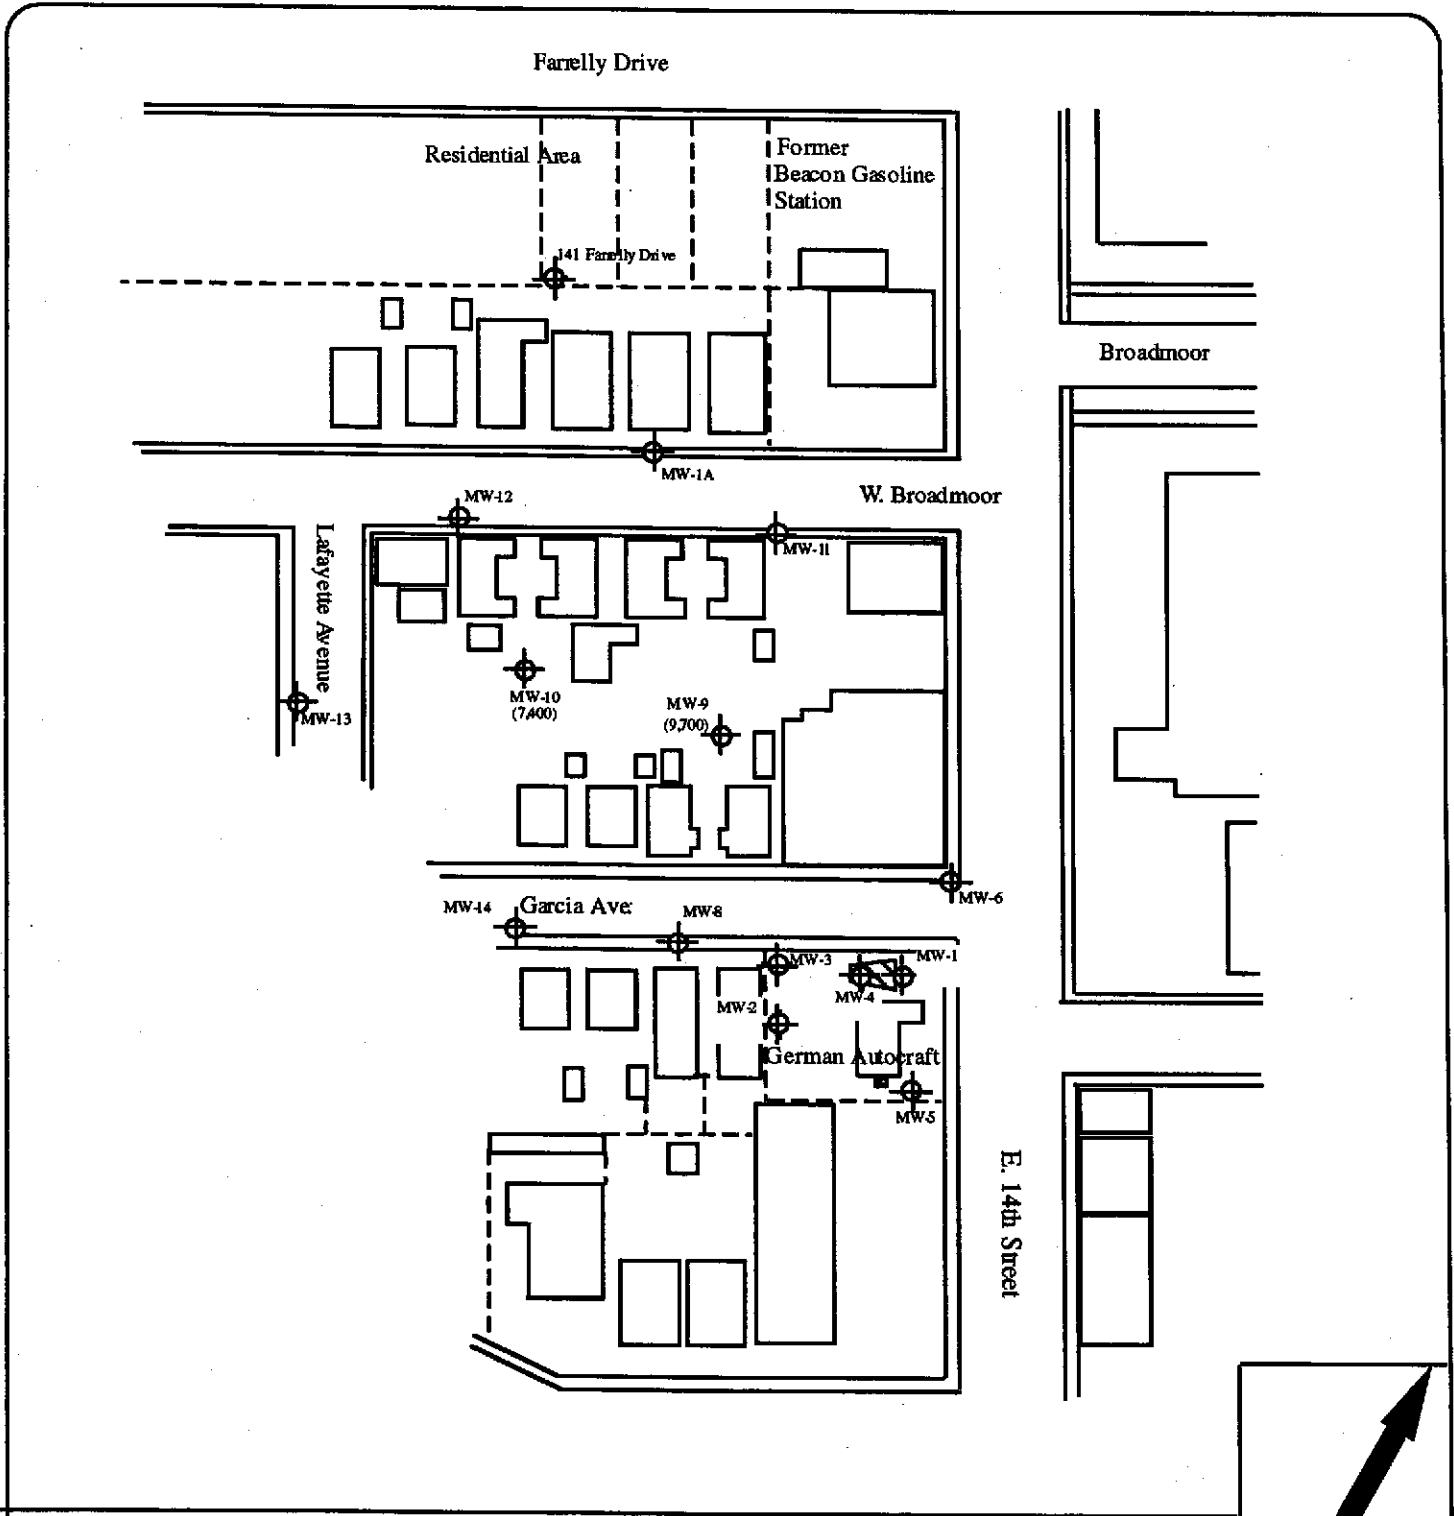 Farrelly Drive
Residential Area
Former
Beacon Gasoline
Station
141 Farrelly Drive
Broadmoor
MW-1A
W. Broadmoor
MW-12
MW-11
Lafayette Avenue
MW-10
(7,400)
MW-9
(9,700)
MW-13
MW-6
MW-14
Garcia Ave
MW-8
MW-3
MW-1
MW-4
MW-2
German Autocraft
MW-5
E. 14th Street